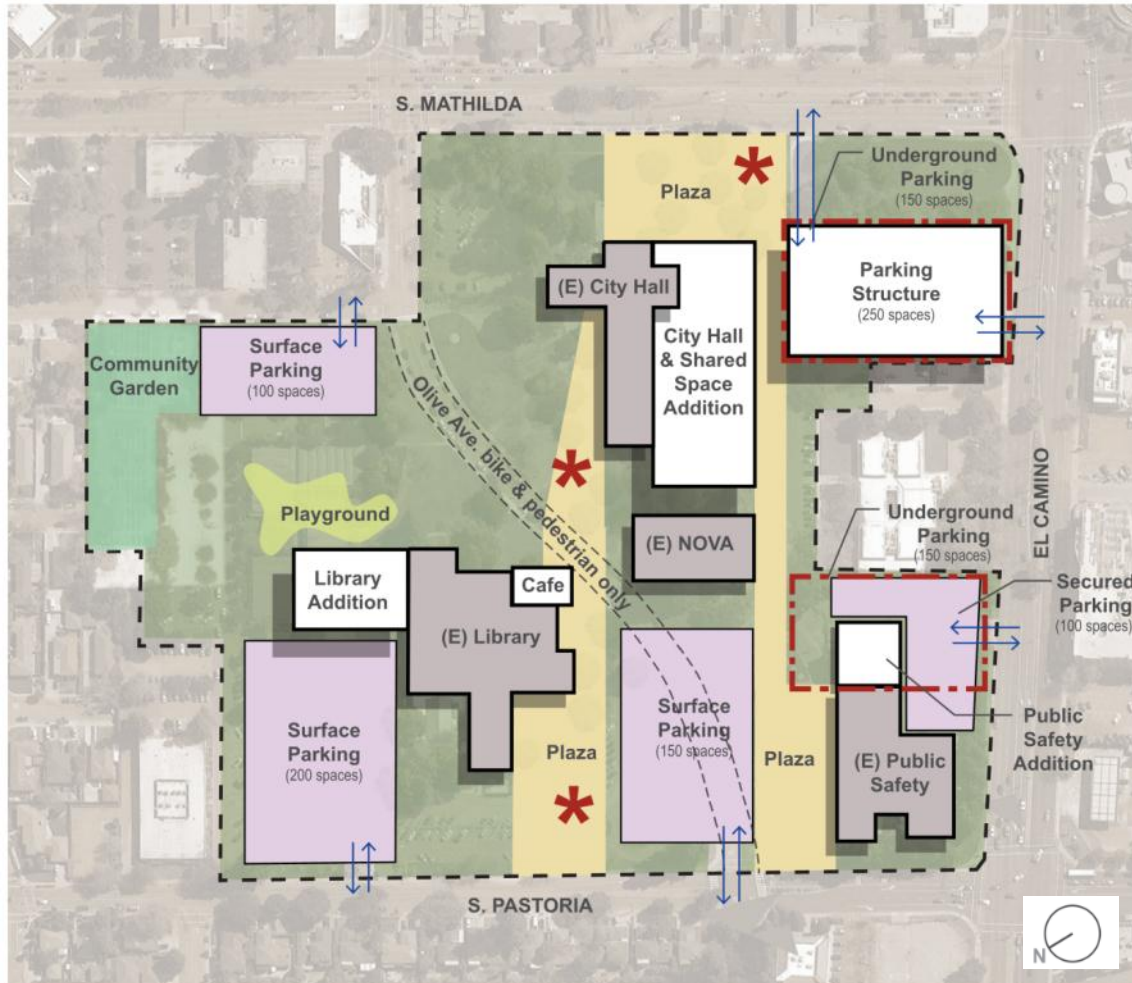 S. MATHILDA
Plaza
*
Underground
Parking
(150 spaces)
(E) City Hall
Parking
Structure
(250 spaces)
City Hall
& Shared
Space
Addition
Community
Garden
Surface
Parking
(100 spaces)
Olive Ave. bike & pedestrian only
*
Playground
EL CAMINO
Underground
Parking
(150 spaces)
(E) NOVA
Secured
Parking
(100 spaces)
Library
Addition
Cafe
(E) Library
Surface
Parking
(200 spaces)
Plaza
*
Surface
Parking
(150 spaces)
Plaza
(E) Public
Safety
Public
Safety
Addition
S. PASTORIA
N